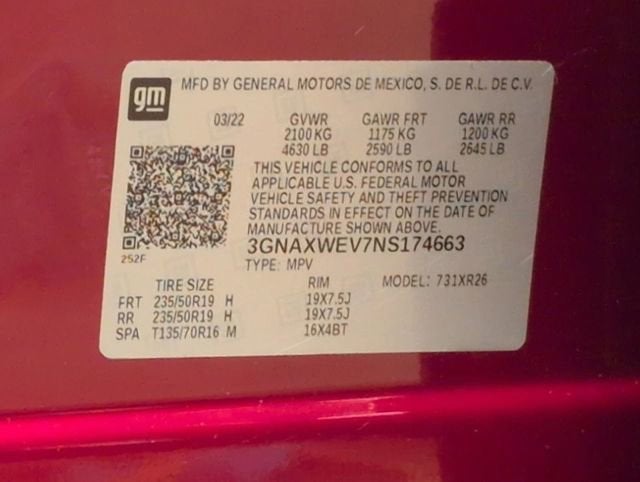 gm
MFD BY GENERAL MOTORS DE MEXICO, S. DE R.L. DE C.V.
03/22 GVWR GAWR FRT GAWR RR
2100 KG 1175 KG 1200 KG
4630 LB 2590 LB 2645 LB
THIS VEHICLE CONFORMS TO ALL
APPLICABLE U.S. FEDERAL MOTOR
VEHICLE SAFETY AND THEFT PREVENTION
STANDARDS IN EFFECT ON THE DATE OF
MANUFACTURE SHOWN ABOVE.
3GNAXWEV7NS174663
252F
TYPE: MPV
TIRE SIZE RIM MODEL: 731XR26
FRT 235/50R19 H 19X7.5J
RR 235/50R19 H 19X7.5J
SPA T135/70R16 M 16X4BT